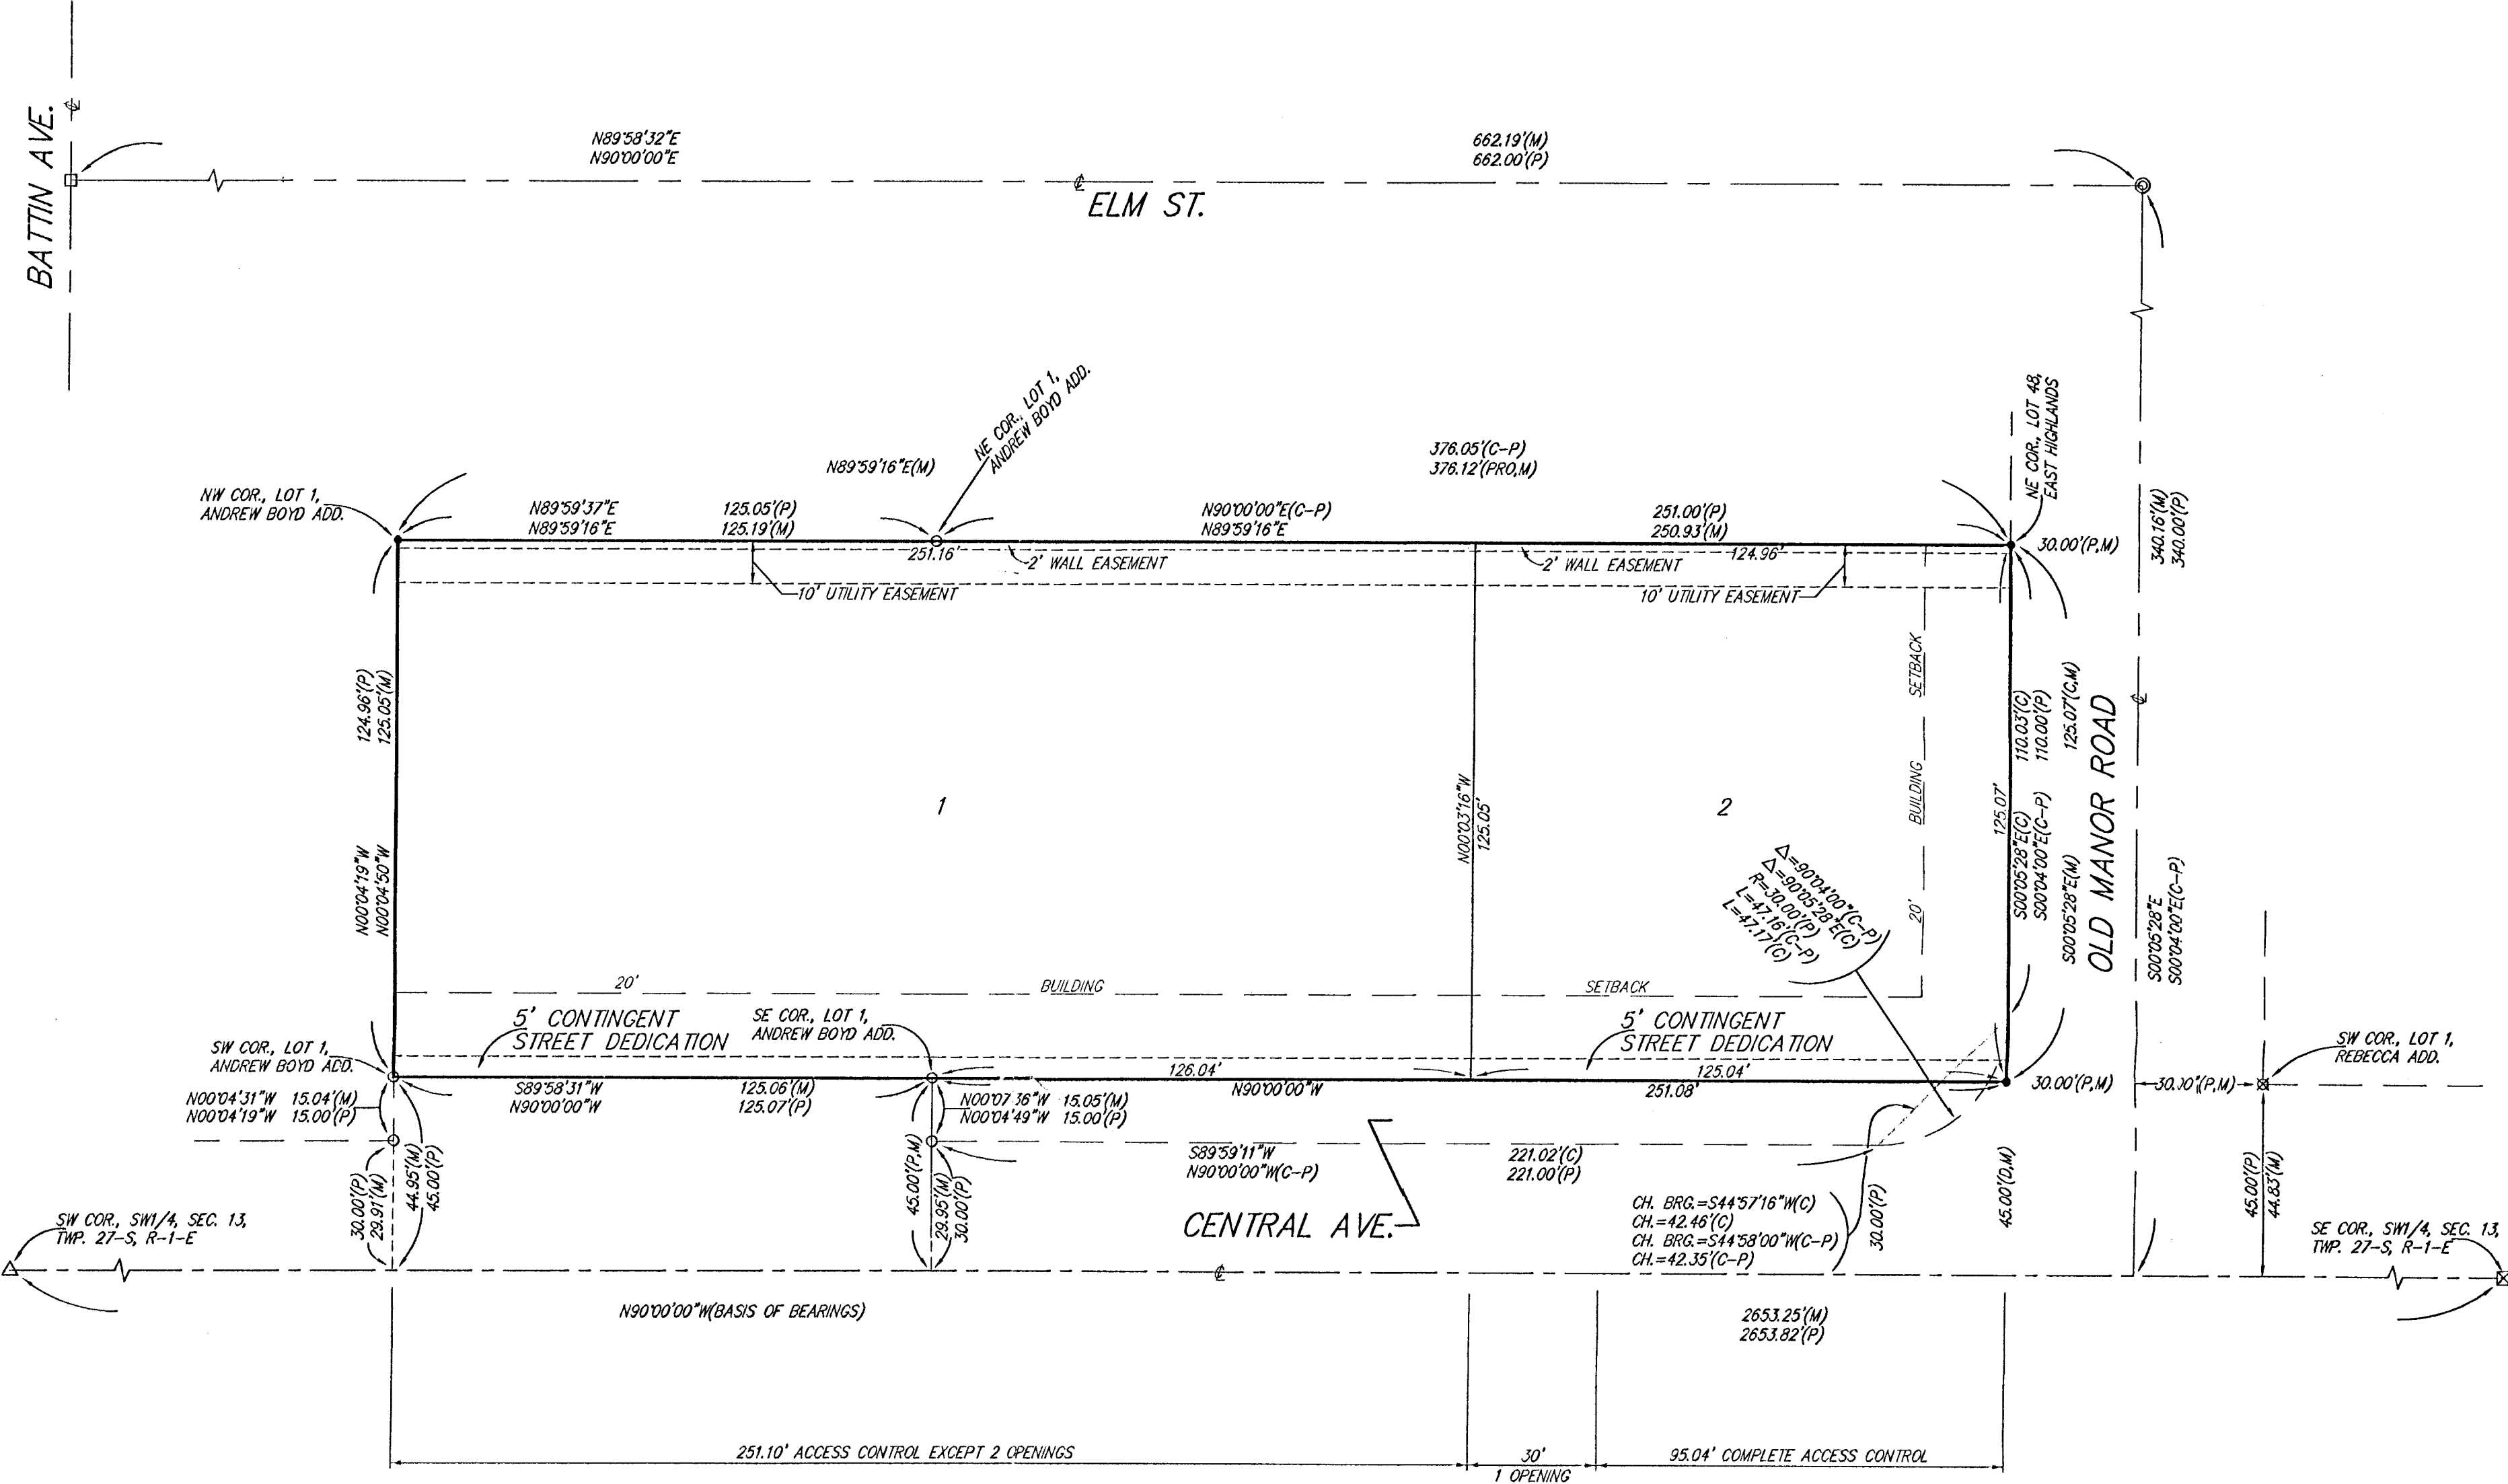 BATTIN AVE.
℄
N89°58'32"E
N90°00'00"E
662.19'(M)
662.00'(P)
℄
ELM ST.
NE COR., LOT 1,
ANDREW BOYD ADD.
NE COR., LOT 48,
EAST HIGHLANDS
376.05'(C-P)
376.12'(PRO,M)
N89°59'16"E(M)
NW COR., LOT 1,
ANDREW BOYD ADD.
N89°59'37"E
N89°59'16"E
125.05'(P)
125.19'(M)
N90°00'00"E(C-P)
N89°59'16"E
251.00'(P)
250.93'(M)
30.00'(P,M)
340.16'(M)
340.00'(P)
251.16'
2' WALL EASEMENT
2' WALL EASEMENT
124.96'
10' UTILITY EASEMENT
10' UTILITY EASEMENT
124.96'(P)
125.05'(M)
N00°04'19"W
N00°04'50"W
1
N00°03'16"W
125.05'
2
20' BUILDING SETBACK
125.07'
110.03'(C)
110.00'(P)
S00°05'28"E(C)
S00°04'00"E(C-P)
125.07'(C,M)
S00°05'28"E(M)
OLD MANOR ROAD
℄
S00°05'28"E
S00°04'00"E(C-P)
△=90°04'00"(C-P)
△=90°05'28"E(C)
R=30.00'(P)
L=47.16'(C-P)
L=47.17'(C)
20' BUILDING SETBACK
5' CONTINGENT
STREET DEDICATION
SE COR., LOT 1,
ANDREW BOYD ADD.
5' CONTINGENT
STREET DEDICATION
SW COR., LOT 1,
ANDREW BOYD ADD.
SW COR., LOT 1,
REBECCA ADD.
126.04'
125.04'
S89°58'31"W
N90°00'00"W
125.06'(M)
125.07'(P)
N90°00'00"W
251.08'
30.00'(P,M)
30.00'(P,M)
N00°04'31"W 15.04'(M)
N00°04'19"W 15.00'(P)
N00°07'36"W 15.05'(M)
N00°04'49"W 15.00'(P)
30.00'(P)
29.91'(M)
44.95'(M)
45.00'(P)
45.00'(P,M)
29.95'(M)
30.00'(P)
S89°59'11"W
N90°00'00"W(C-P)
221.02'(C)
221.00'(P)
CENTRAL AVE.
CH. BRG.=S44°57'16"W(C)
CH.=42.46'(C)
CH. BRG.=S44°58'00"W(C-P)
CH.=42.35'(C-P)
30.00'(P)
45.00'(D,M)
45.00'(P)
44.83'(M)
SW COR., SW1/4, SEC. 13,
TWP. 27-S, R-1-E
SE COR., SW1/4, SEC. 13,
TWP. 27-S, R-1-E
℄
N90°00'00"W(BASIS OF BEARINGS)
2653.25'(M)
2653.82'(P)
251.10' ACCESS CONTROL EXCEPT 2 OPENINGS
30'
1 OPENING
95.04' COMPLETE ACCESS CONTROL